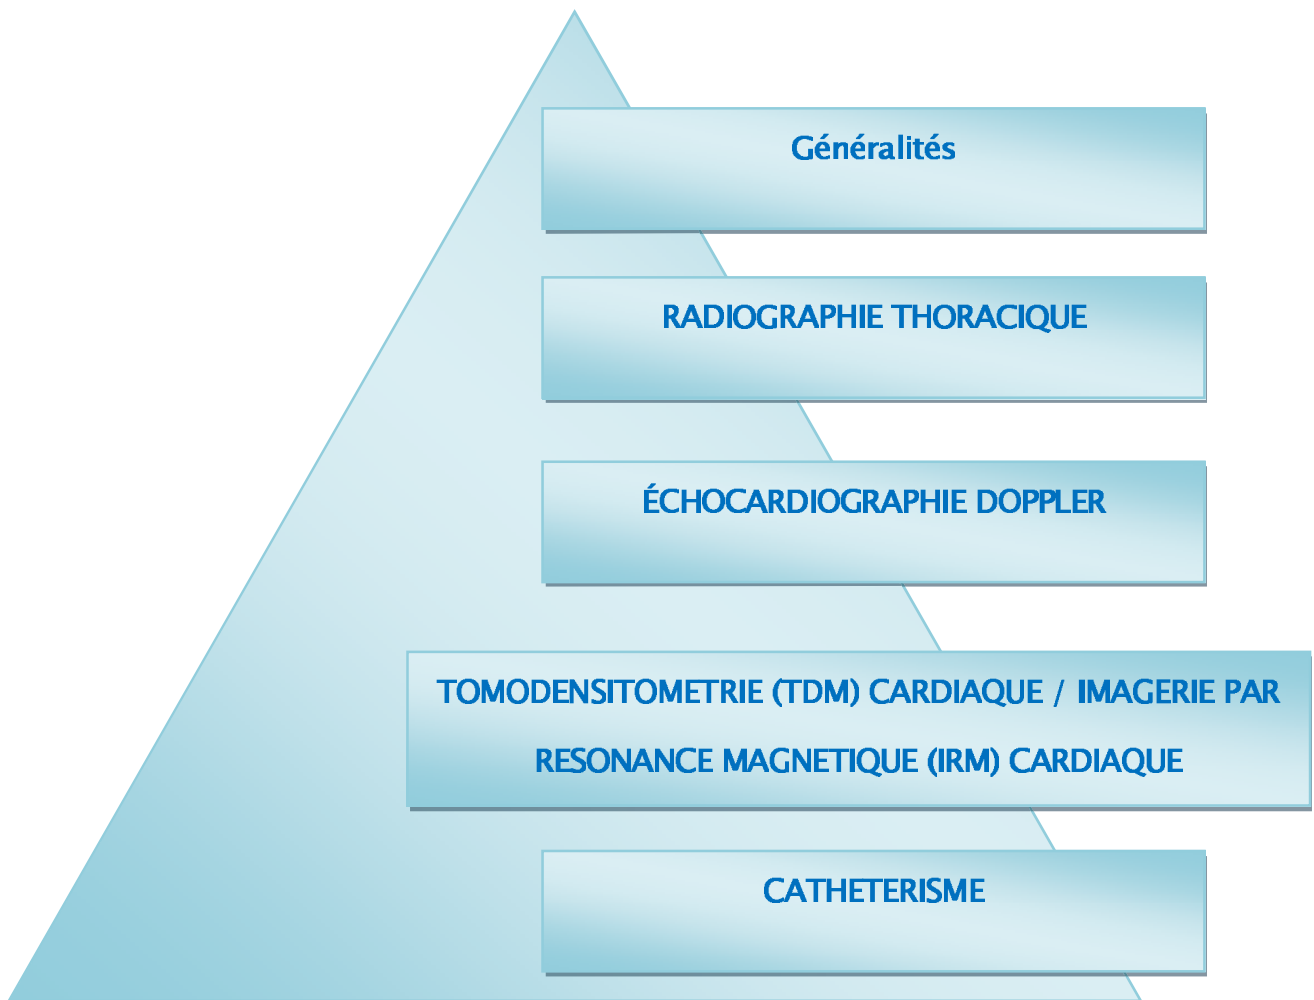 Généralités
RADIOGRAPHIE THORACIQUE
ÉCHOCARDIOGRAPHIE DOPPLER
TOMODENSITOMETRIE (TDM) CARDIAQUE / IMAGERIE PAR
RESONANCE MAGNETIQUE (IRM) CARDIAQUE
CATHETERISME